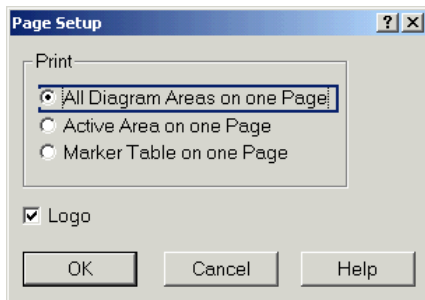 Page Setup
Print
All Diagram Areas on one Page
Active Area on one Page
Marker Table on one Page
Logo
OK Cancel Help